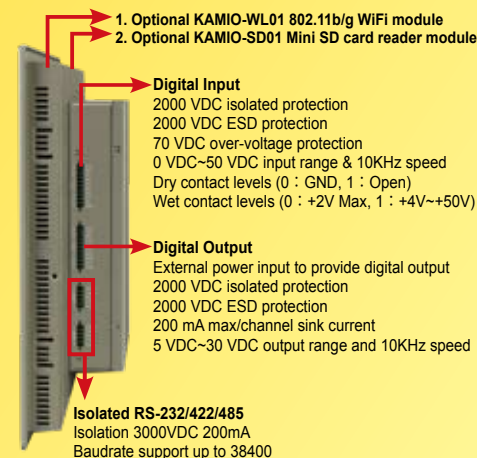 1. Optional KAMIO-WL01 802.11b/g WiFi module
2. Optional KAMIO-SD01 Mini SD card reader module
Digital Input
2000 VDC isolated protection
2000 VDC ESD protection
70 VDC over-voltage protection
0 VDC~50 VDC input range & 10KHz speed
Dry contact levels (0：GND, 1：Open)
Wet contact levels (0：+2V Max, 1：+4V~+50V)
Digital Output
External power input to provide digital output
2000 VDC isolated protection
2000 VDC ESD protection
200 mA max/channel sink current
5 VDC~30 VDC output range and 10KHz speed
Isolated RS-232/422/485
Isolation 3000VDC 200mA
Baudrate support up to 38400